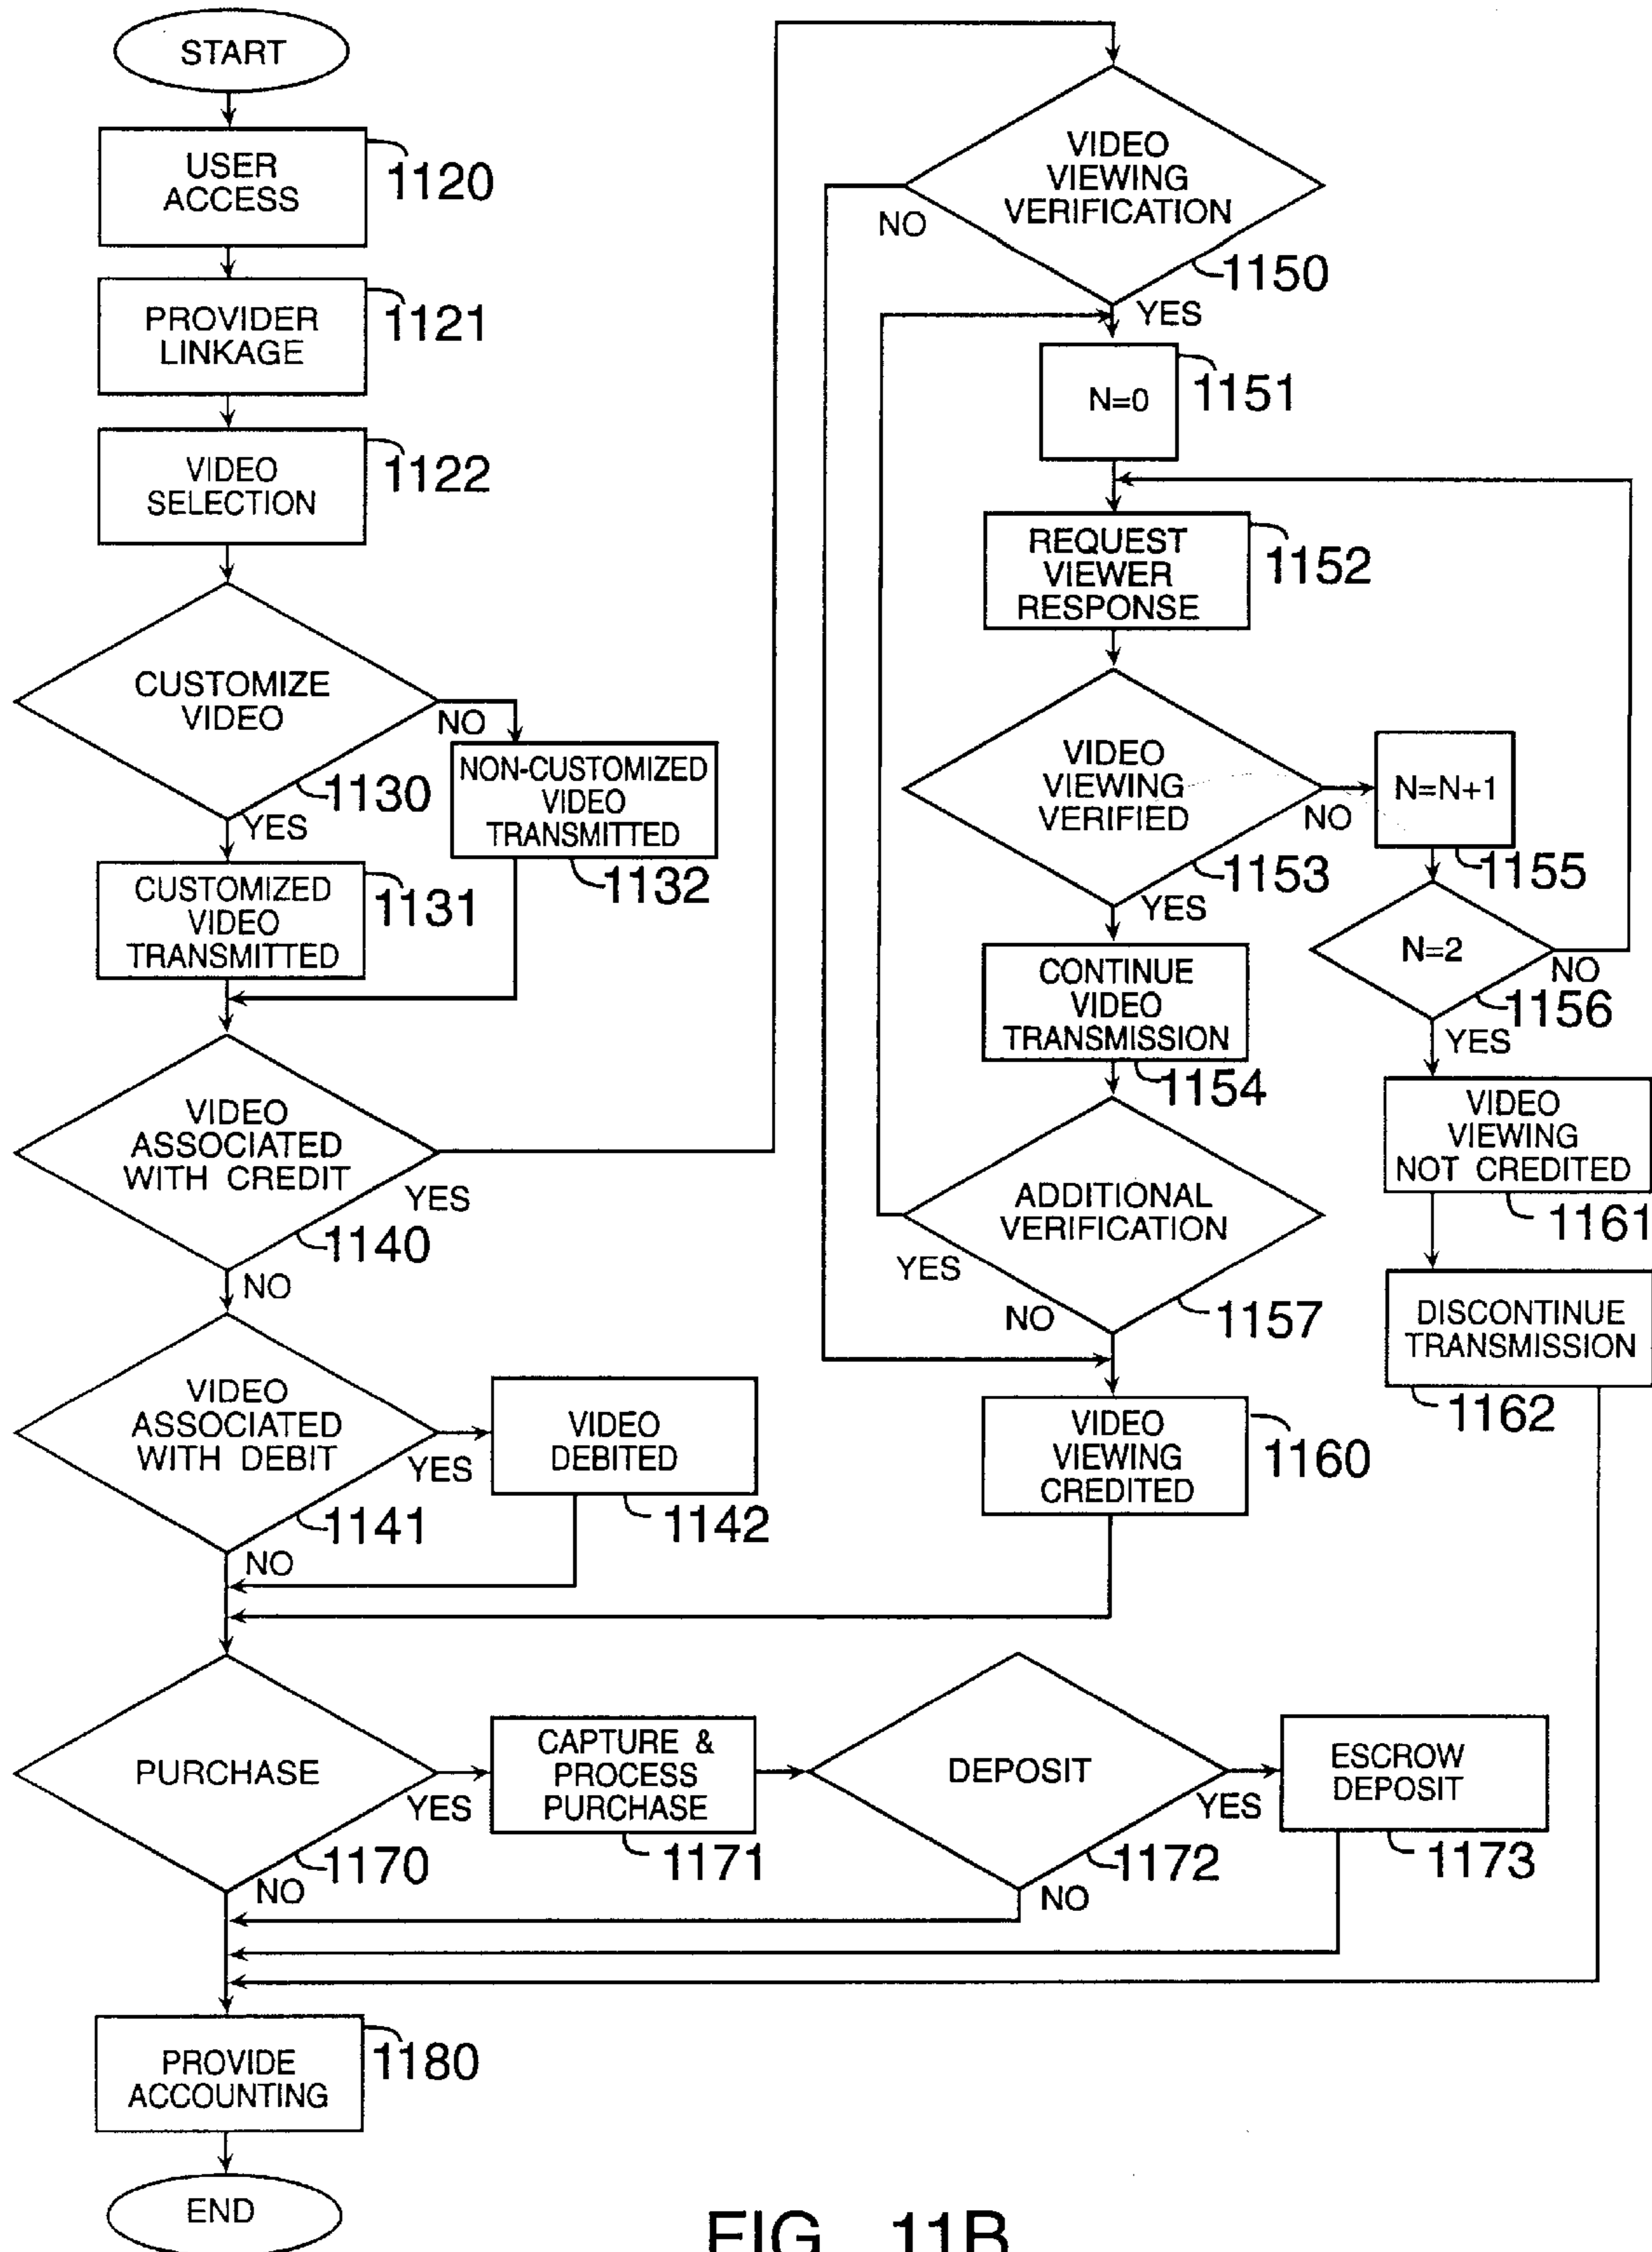 START
USER
ACCESS
1120
PROVIDER
LINKAGE
1121
VIDEO
SELECTION
1122
CUSTOMIZE
VIDEO
NO
1130
YES
NON-CUSTOMIZED
VIDEO
TRANSMITTED
1132
CUSTOMIZED
VIDEO
TRANSMITTED
1131
VIDEO
ASSOCIATED
WITH CREDIT
YES
1140
NO
VIDEO
ASSOCIATED
WITH DEBIT
YES
1141
NO
VIDEO
DEBITED
1142
VIDEO
VIEWING
VERIFICATION
NO
1150
YES
N=0
1151
REQUEST
VIEWER
RESPONSE
1152
VIDEO
VIEWING
VERIFIED
NO
1153
YES
N=N+1
1155
N=2
NO
1156
YES
CONTINUE
VIDEO
TRANSMISSION
1154
VIDEO
VIEWING
NOT CREDITED
1161
ADDITIONAL
VERIFICATION
YES
NO
1157
DISCONTINUE
TRANSMISSION
1162
VIDEO
VIEWING
CREDITED
1160
PURCHASE
YES
1170
NO
CAPTURE &
PROCESS
PURCHASE
1171
DEPOSIT
YES
1172
NO
ESCROW
DEPOSIT
1173
PROVIDE
ACCOUNTING
1180
END
FIG. 11B